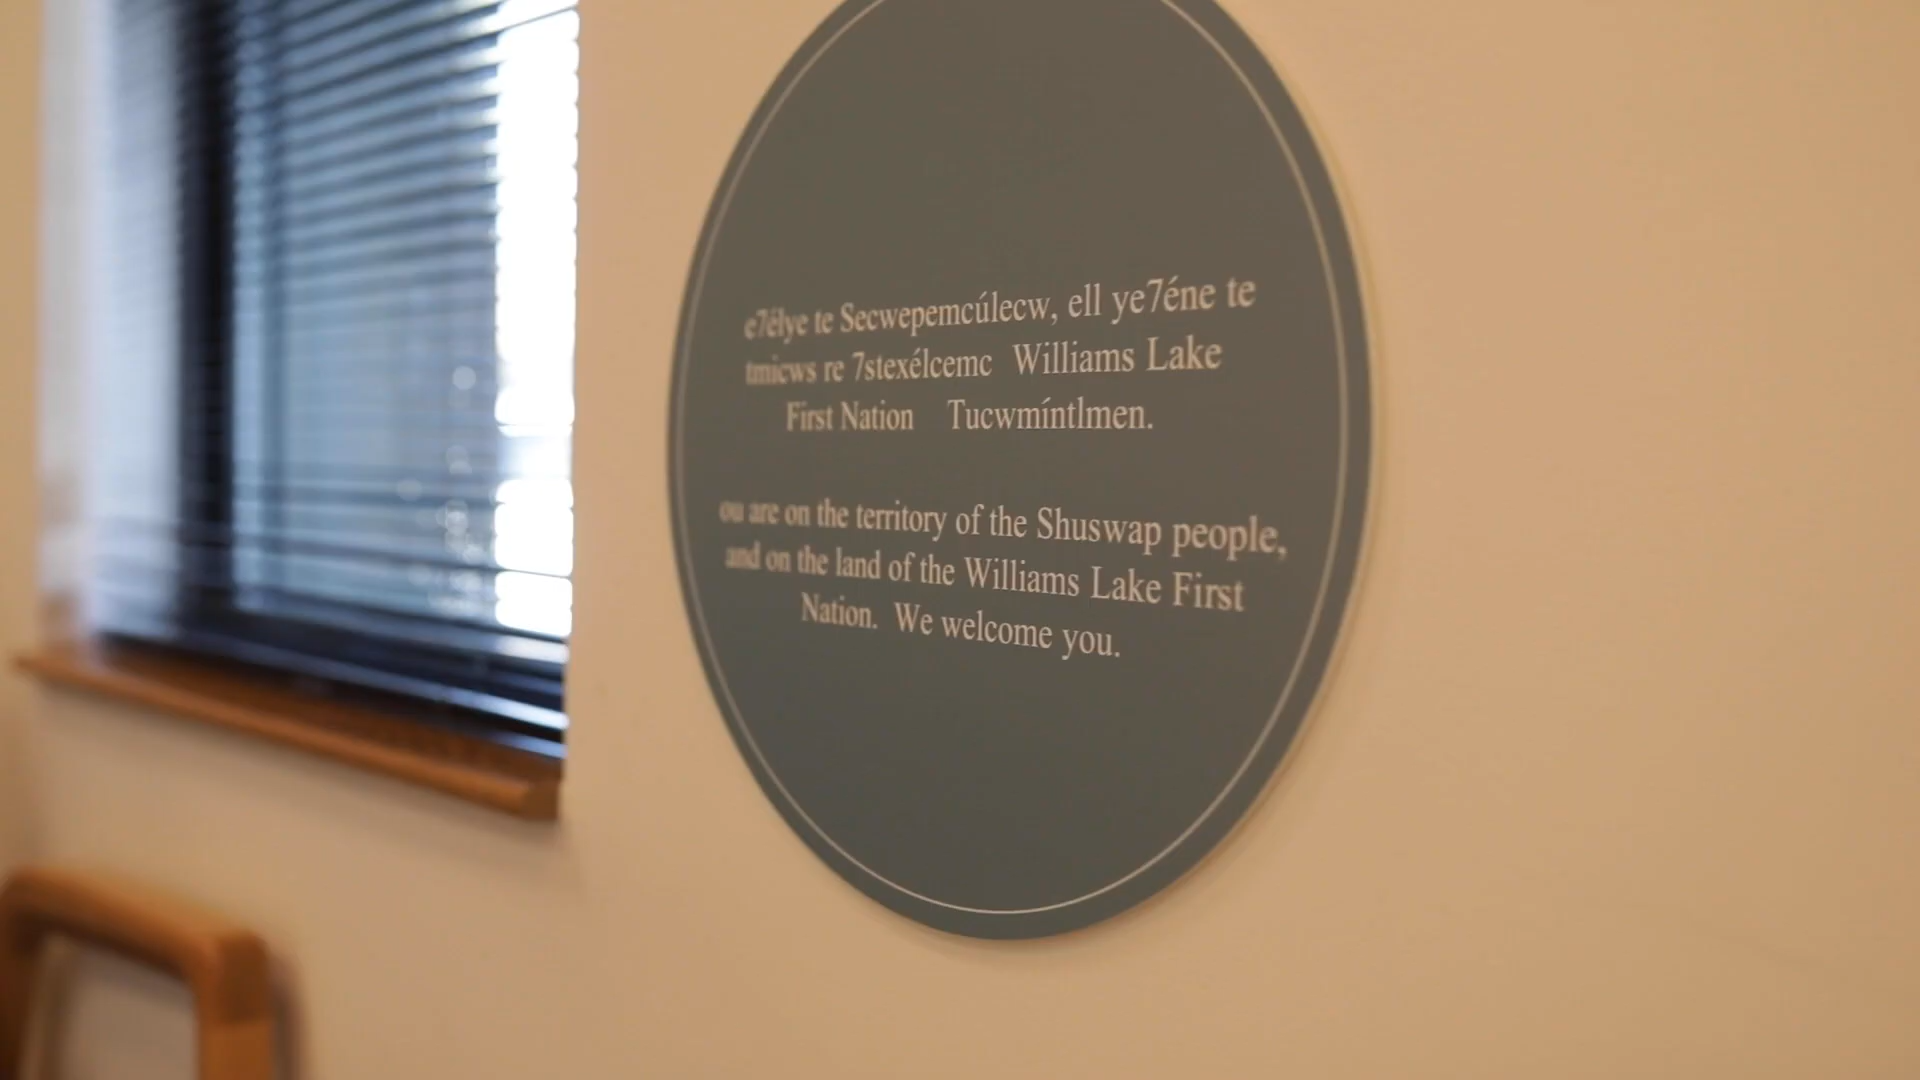 e7élye te Secwepemcúlecw, ell ye7éne te
tmicws re 7stexélcemc Williams Lake
First Nation Tucwmíntlmen.
ou are on the territory of the Shuswap people,
and on the land of the Williams Lake First
Nation. We welcome you.